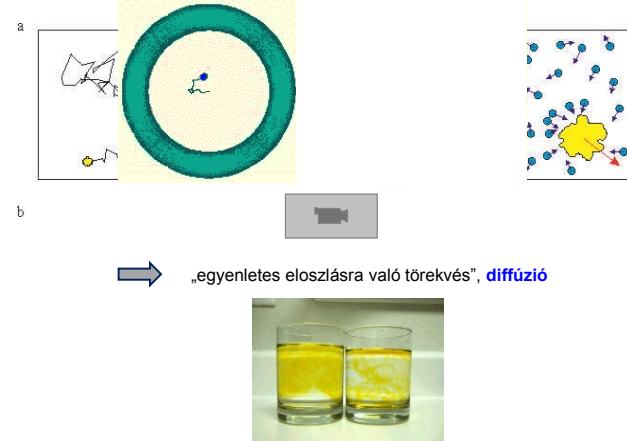 a
b
„egyenletes eloszlásra való törekvés”, diffúzió